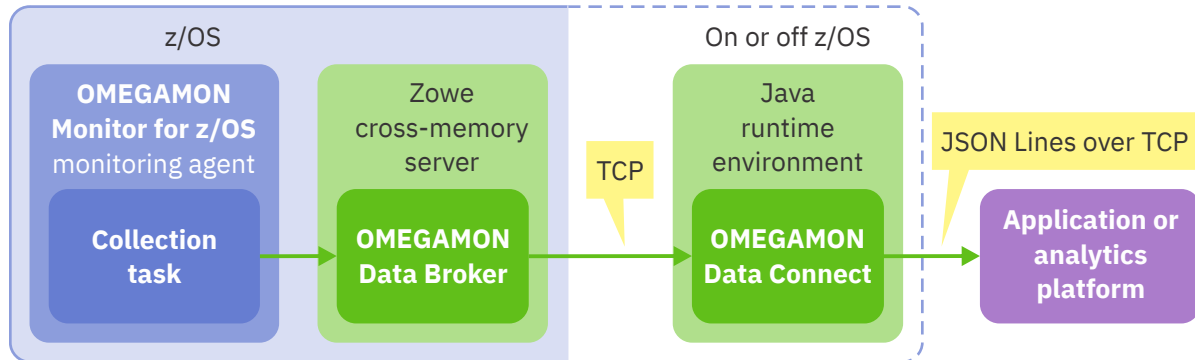 z/OS
OMEGAMON
Monitor for z/OS
monitoring agent
Collection
task
Zowe
cross-memory
server
OMEGAMON
Data Broker
TCP
On or off z/OS
Java
runtime
environment
OMEGAMON
Data Connect
JSON Lines over TCP
Application or
analytics
platform